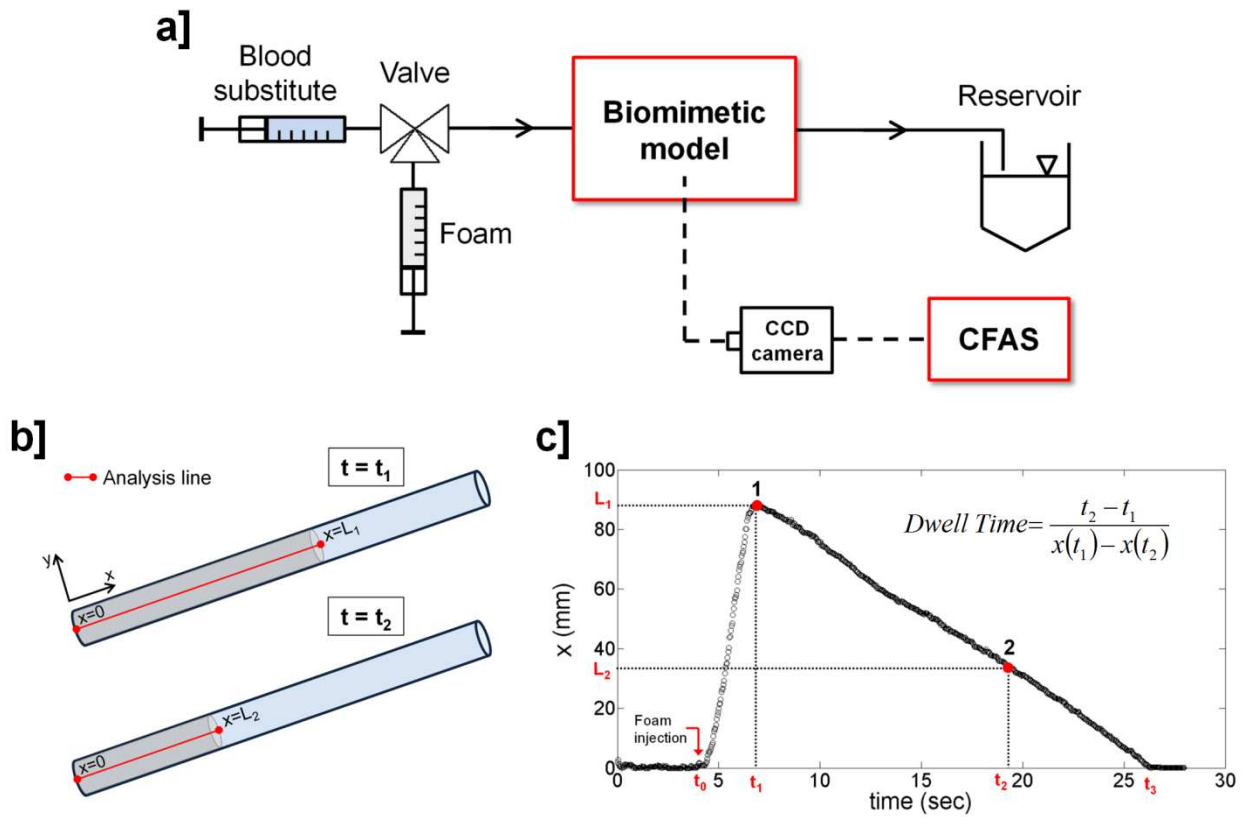 a]
Blood
substitute
Valve
Foam
Biomimetic
model
Reservoir
CCD
camera
CFAS
b]
Analysis line
t = t₁
x=L₁
y
x
x=0
t = t₂
x=L₂
x=0
c]
x (mm)
100
80
60
40
20
0
L₁
L₂
1
2
Dwell Time= (t₂ − t₁) / (x(t₁) − x(t₂))
Foam
injection
0 5 10 15 20 25 30
t₀ t₁ t₂ t₃
time (sec)